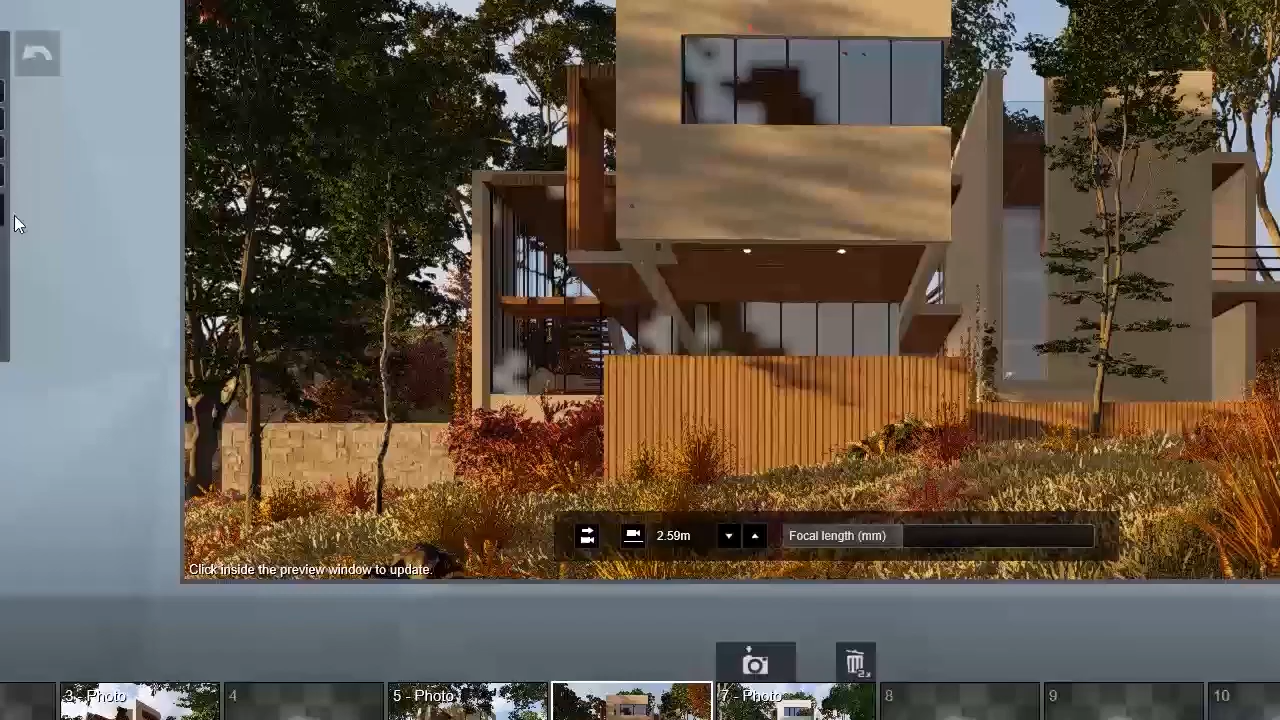 2.59m
Focal length (mm)
Click inside the preview window to update.
3 - Photo
4
5 - Photo
7 - Photo
8
9
10